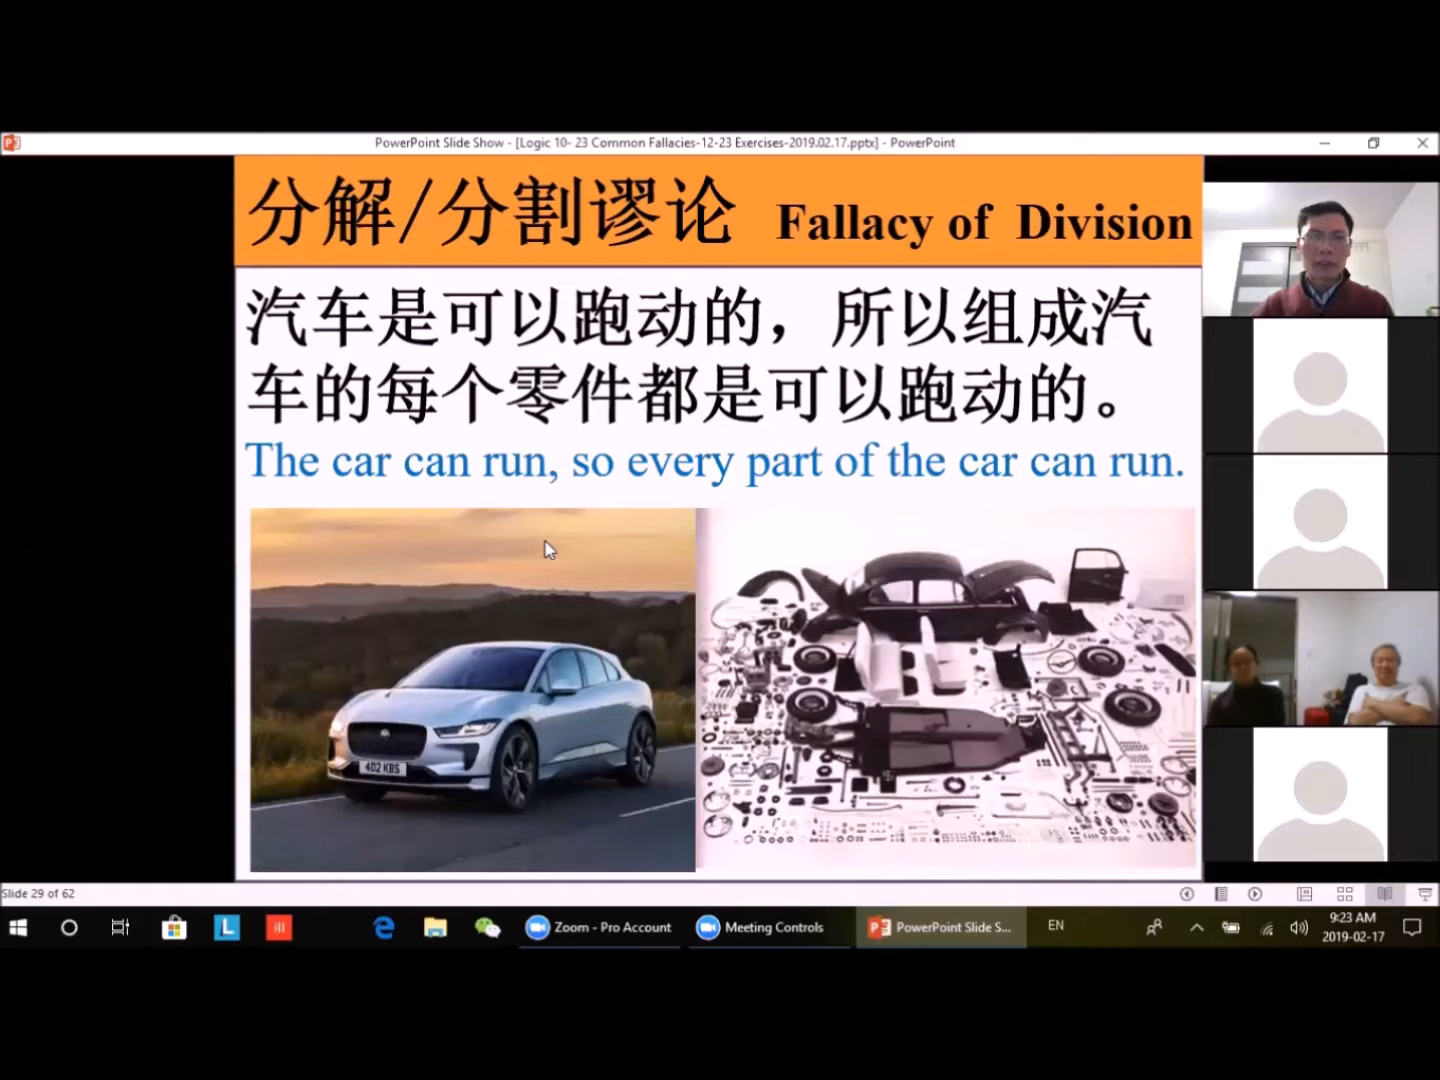 PowerPoint Slide Show - [Logic 10- 23 Common Fallacies-12-23 Exercises-2019.02.17.pptx] - PowerPoint
分解/分割谬论 Fallacy of Division
汽车是可以跑动的，所以组成汽
车的每个零件都是可以跑动的。
The car can run, so every part of the car can run.
402 KBS
Slide 29 of 62
Zoom - Pro Account
Meeting Controls
PowerPoint Slide S...
EN
9:23 AM
2019-02-17